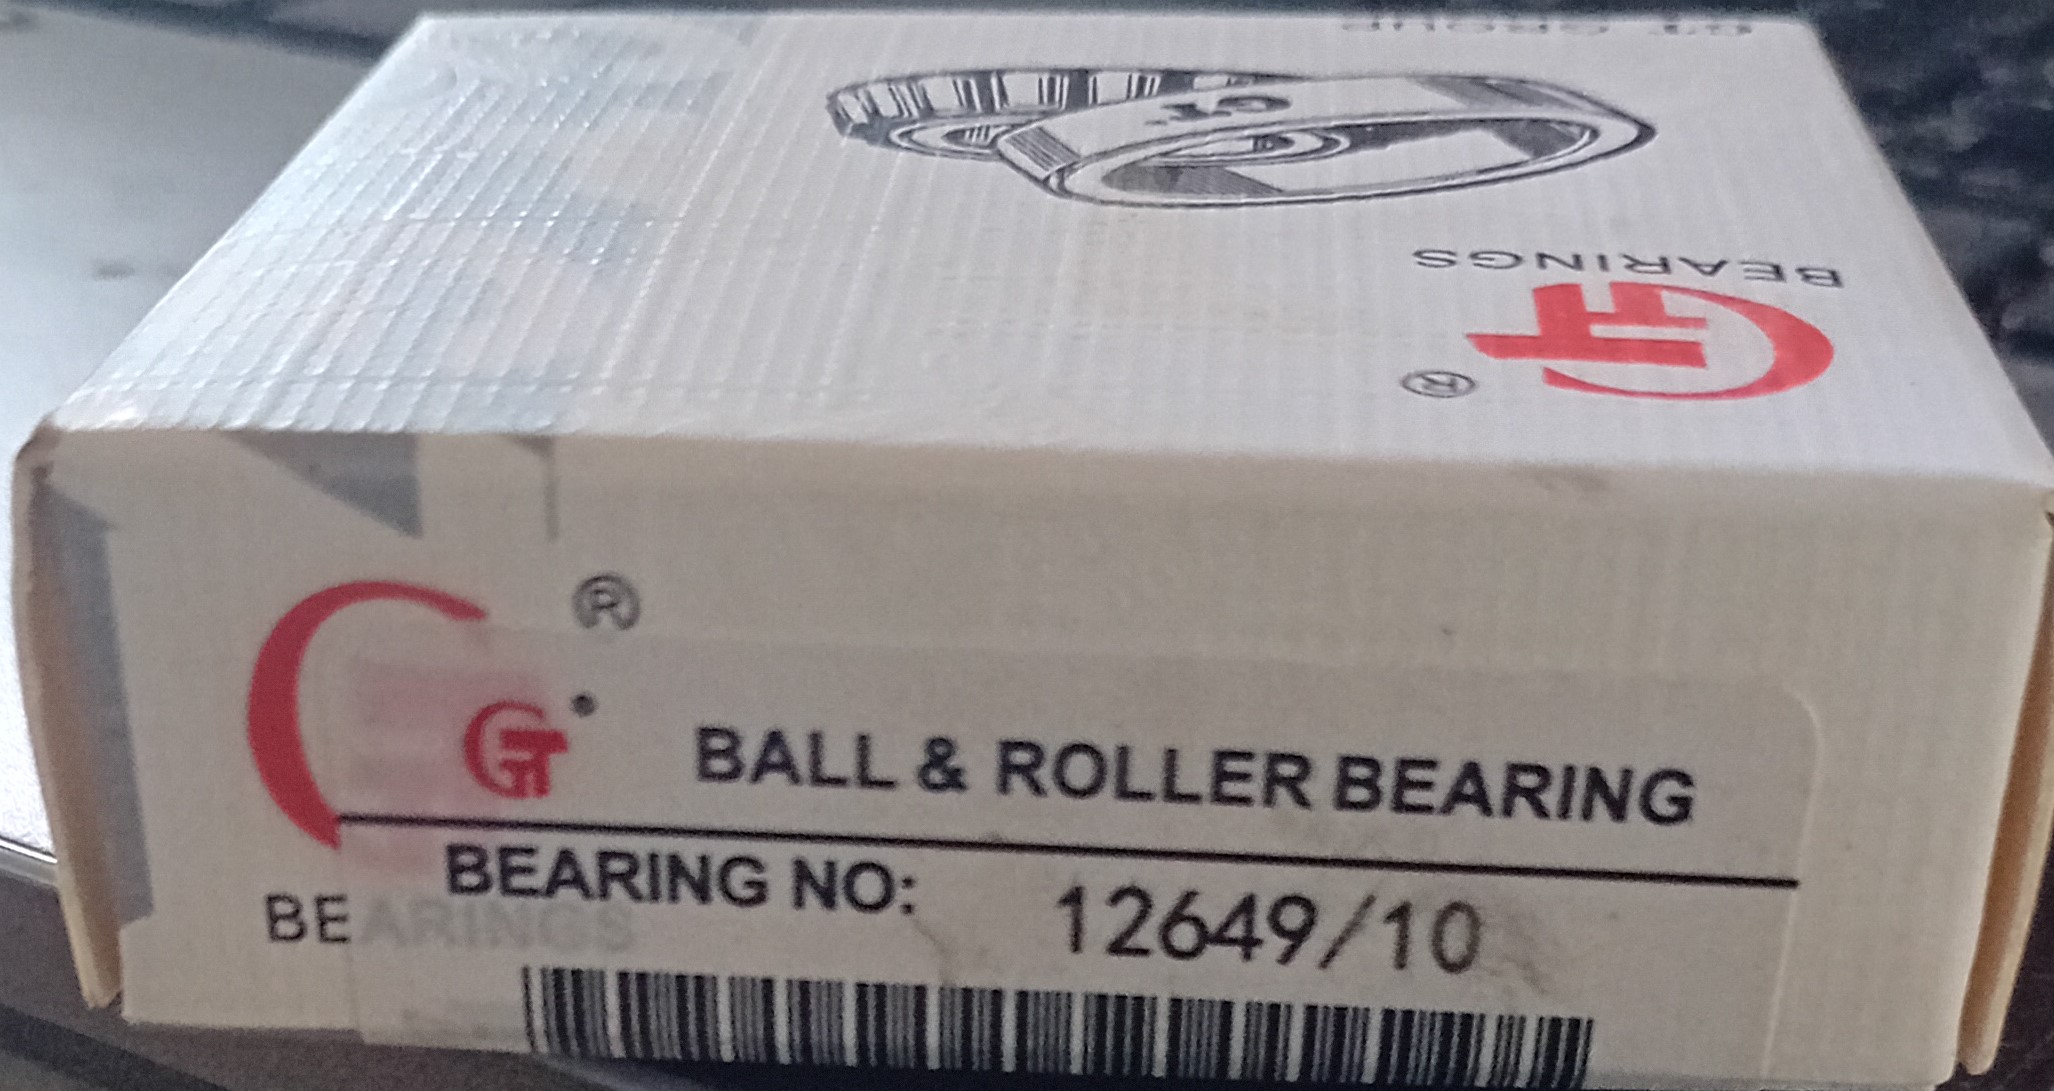 GT GROUP
GT
BEARINGS
GT ®
®
GT
BALL & ROLLER BEARING
BEARING NO: 12649/10
BEARINGS